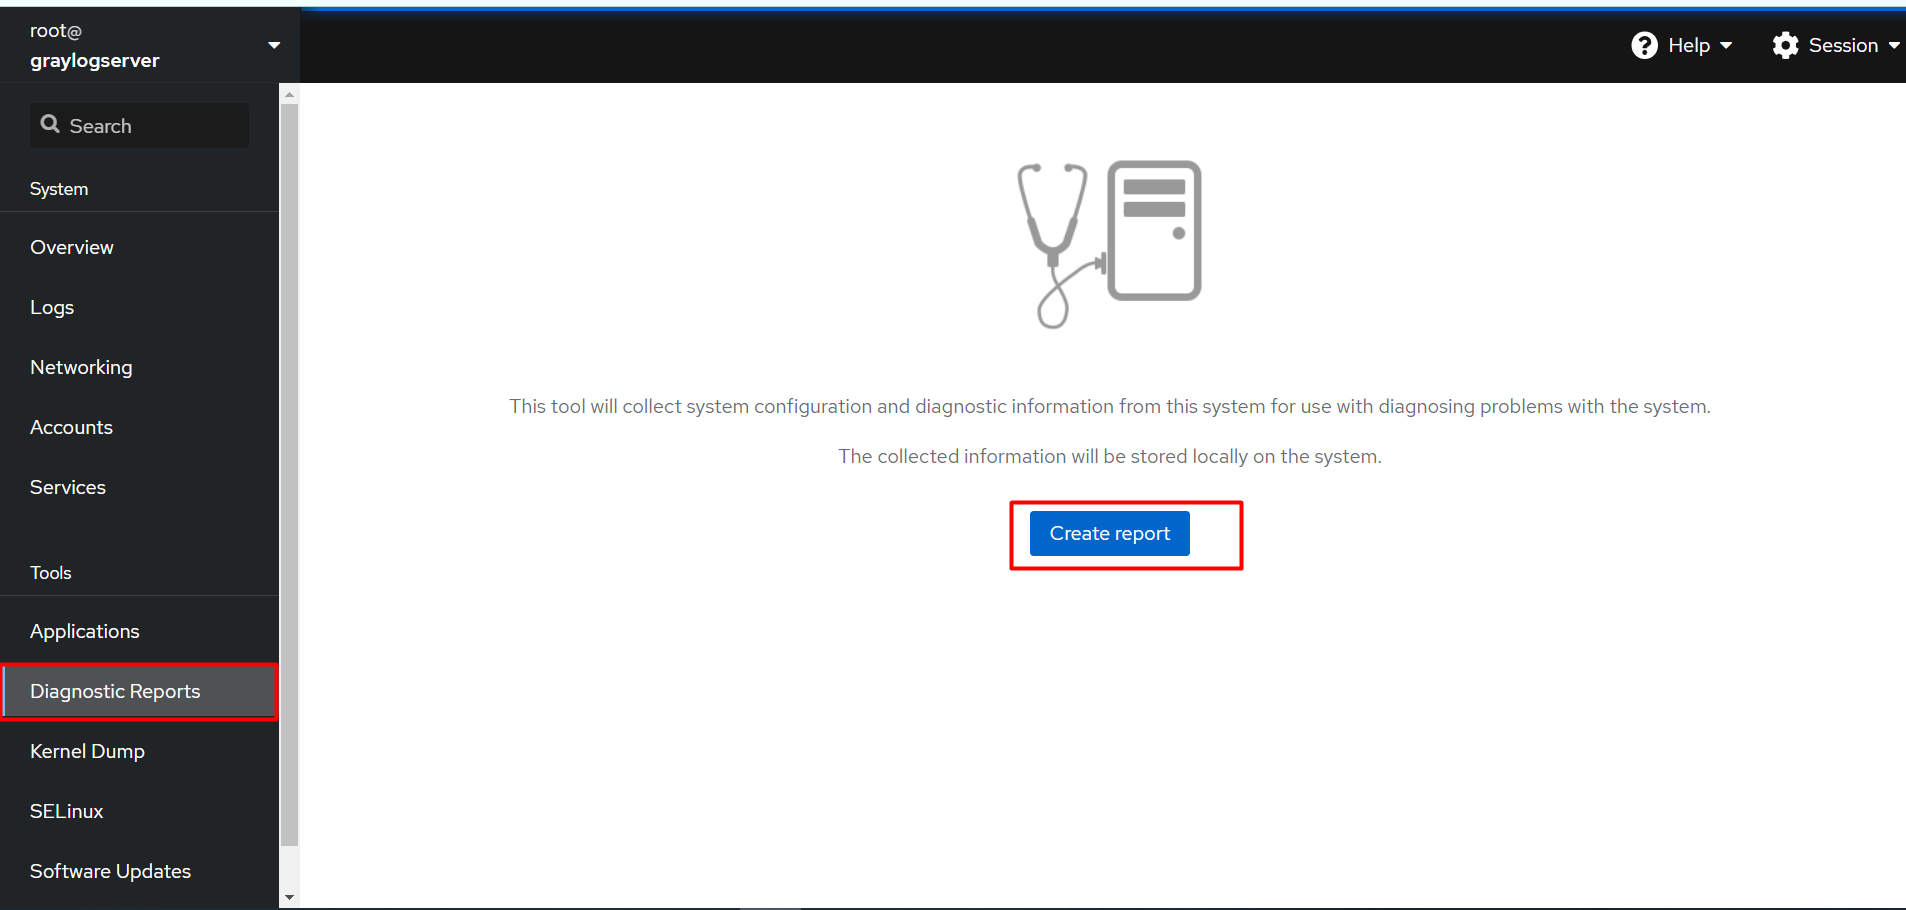 root@
graylogserver
Help
Session
Search
System
Overview
Logs
Networking
Accounts
Services
Tools
Applications
Diagnostic Reports
Kernel Dump
SELinux
Software Updates
This tool will collect system configuration and diagnostic information from this system for use with diagnosing problems with the system.
The collected information will be stored locally on the system.
Create report